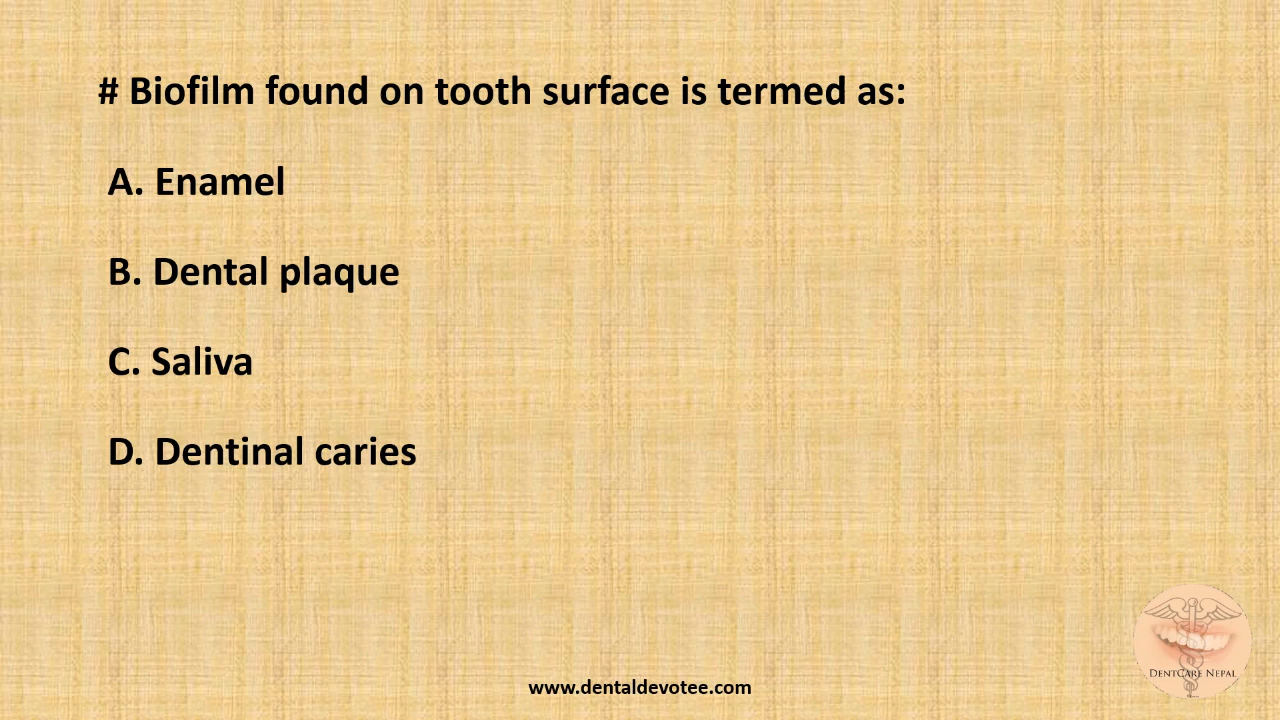 # Biofilm found on tooth surface is termed as:
A. Enamel
B. Dental plaque
C. Saliva
D. Dentinal caries
DentCare Nepal
www.dentaldevotee.com